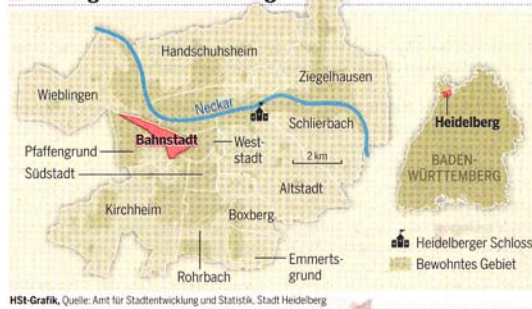 Handschuhsheim
Ziegelhausen
Wieblingen
Neckar
Schlierbach
Bahnstadt
West-
stadt
2 km
Pfaffengrund
Südstadt
Altstadt
Kirchheim
Boxberg
Emmerts-
grund
Rohrbach
Heidelberg
BADEN-
WÜRTTEMBERG
Heidelberger Schloss
Bewohntes Gebiet
HSt-Grafik, Quelle: Amt für Stadtentwicklung und Statistik, Stadt Heidelberg